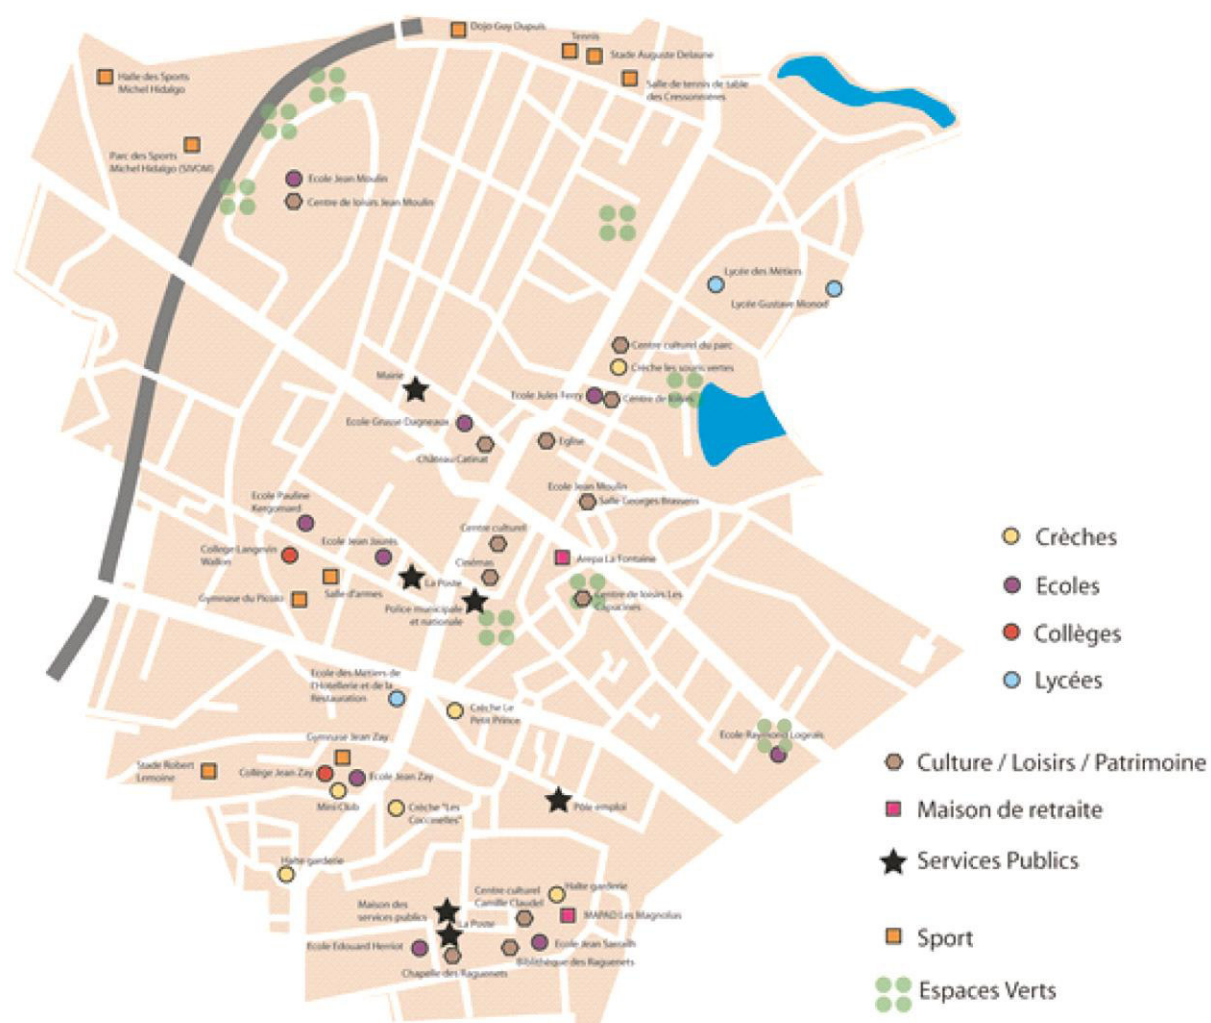 Dojo Guy Dupuis
Tennis
Stade Auguste Delaune
Salle de tennis de table
des Cressonnières
Halle des Sports
Michel Hidalgo
Parc des Sports
Michel Hidalgo (SIVOM)
Ecole Jean Moulin
Centre de loisirs Jean Moulin
Lycée des Métiers
Lycée Gustave Monod
Centre culturel du parc
Crèche les souris vertes
Mairie
Ecole Jules Ferry
Centre de loisirs
Ecole Grusse Dagneaux
Château Catinat
Eglise
Ecole Jean Moulin
Salle Georges Brassens
Ecole Pauline
Kergomard
Centre culturel
Ecole Jean Jaurès
Collège Langevin
Wallon
Cinémas
Arepa La Fontaine
La Poste
Salle d'armes
Gymnase du Picolo
Police municipale
et nationale
Centre de loisirs Les
Capucines
Ecole des Métiers de
l'Hotellerie et de la
Restauration
Crèche Le
Petit Prince
Ecole Raymond Logeais
Gymnase Jean Zay
Stade Robert
Lemoine
Collège Jean Zay
Ecole Jean Zay
Mini Club
Crèche "Les
Coccinelles"
Pôle emploi
Halte garderie
Centre culturel
Camille Claudel
Halte garderie
Maison des
services publics
La Poste
MAPAD Les Magnolias
Ecole Edouard Herriot
Ecole Jean Sarrailh
Biblithèque des Raguenets
Chapelle des Raguenets
Crèches
Ecoles
Collèges
Lycées
Culture / Loisirs / Patrimoine
Maison de retraite
Services Publics
Sport
Espaces Verts